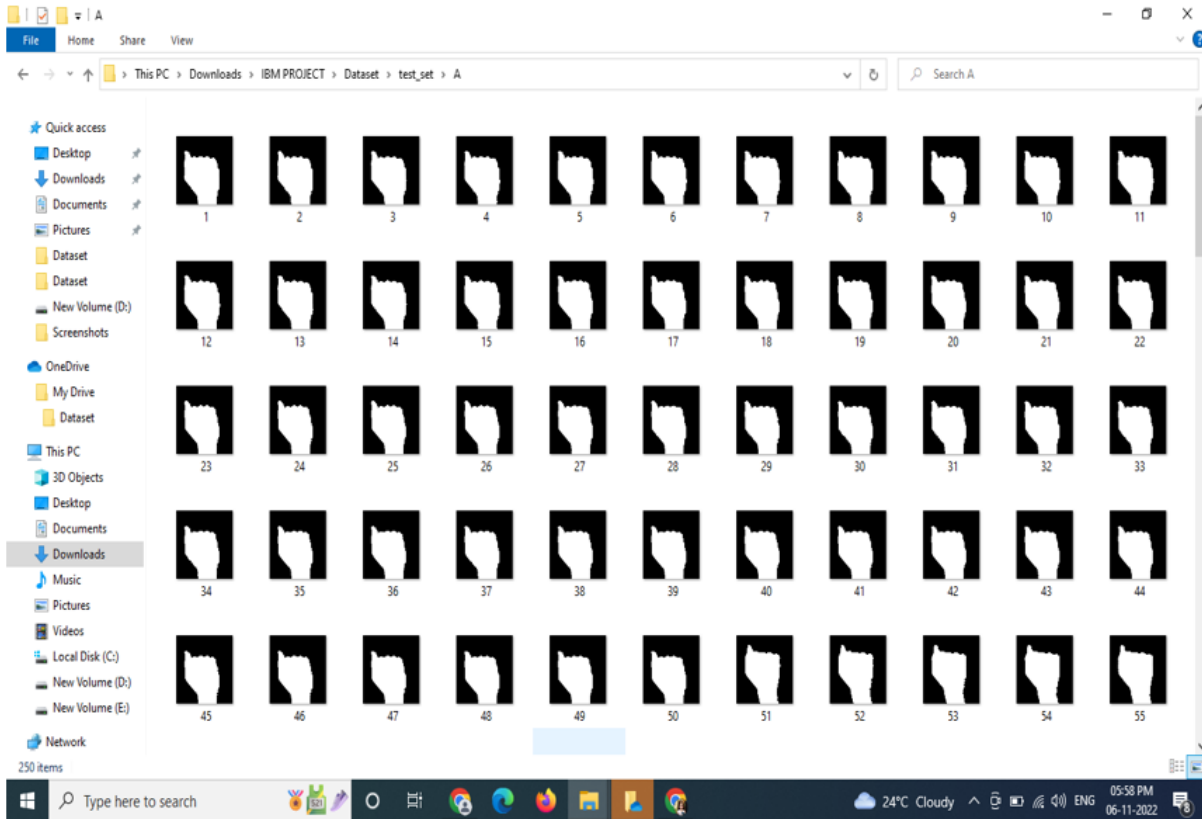 A
File Home Share View
This PC > Downloads > IBM PROJECT > Dataset > test_set > A
Search A
Quick access
Desktop
Downloads
Documents
Pictures
Dataset
Dataset
New Volume (D:)
Screenshots
OneDrive
My Drive
Dataset
This PC
3D Objects
Desktop
Documents
Downloads
Music
Pictures
Videos
Local Disk (C:)
New Volume (D:)
New Volume (E:)
Network
1 2 3 4 5 6 7 8 9 10 11
12 13 14 15 16 17 18 19 20 21 22
23 24 25 26 27 28 29 30 31 32 33
34 35 36 37 38 39 40 41 42 43 44
45 46 47 48 49 50 51 52 53 54 55
250 items
Type here to search
521
24°C Cloudy
ENG
05:58 PM
06-11-2022
8